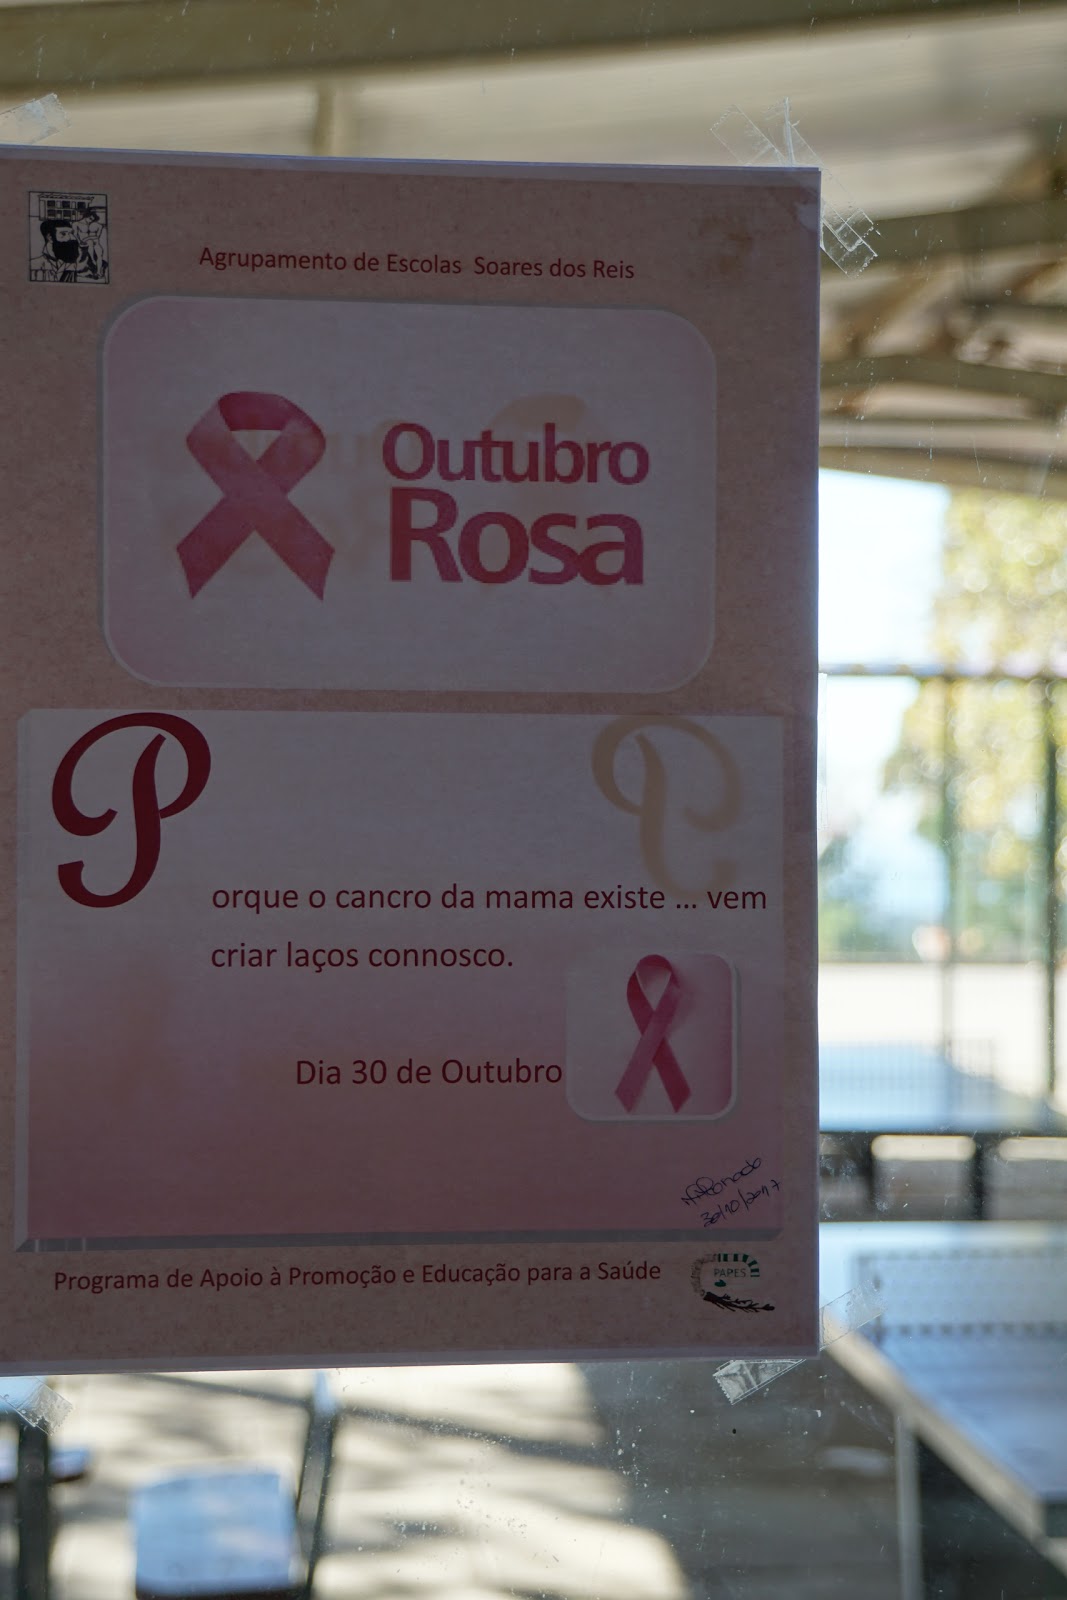 Agrupamento de Escolas Soares dos Reis
Outubro
Rosa
Porque o cancro da mama existe ... vem
criar laços connosco.
Dia 30 de Outubro
30/10/2017
Programa de Apoio à Promoção e Educação para a Saúde
PAPES